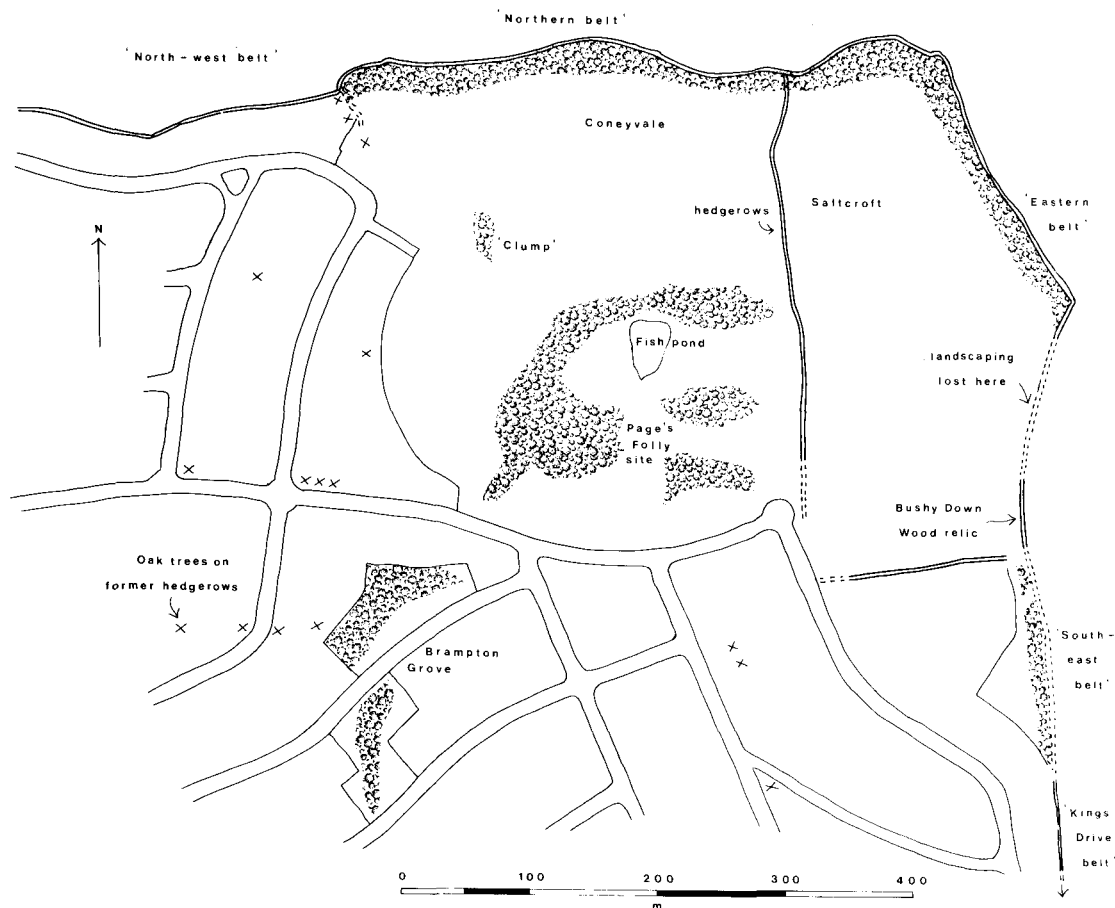 'Northern belt'
'North-west belt'
Coneyvale
hedgerows
Saltcroft
'Eastern
belt'
N
'Clump'
Fish pond
landscaping
lost here
Page's
Folly
site
Bushy Down
Wood relic
Oak trees on
former hedgerows
Brampton
Grove
'South-
east
belt'
'Kings
Drive
belt'
0 100 200 300 400
m